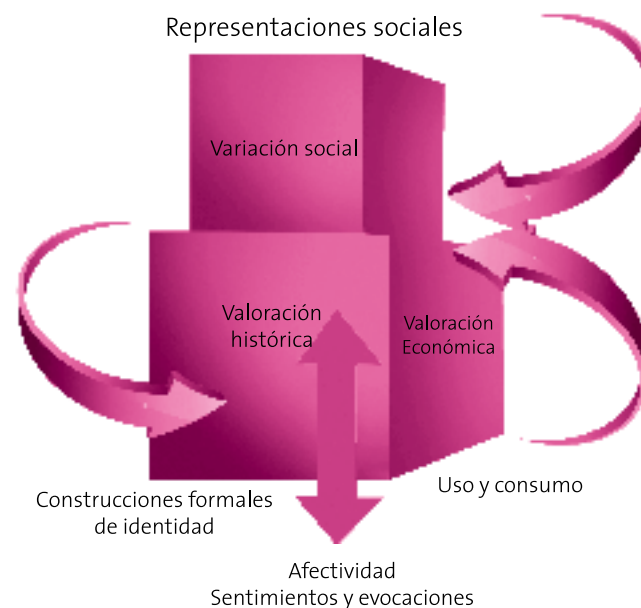 Representaciones sociales
Variación social
Valoración
histórica
Valoración
Económica
Construcciones formales
de identidad
Uso y consumo
Afectividad
Sentimientos y evocaciones